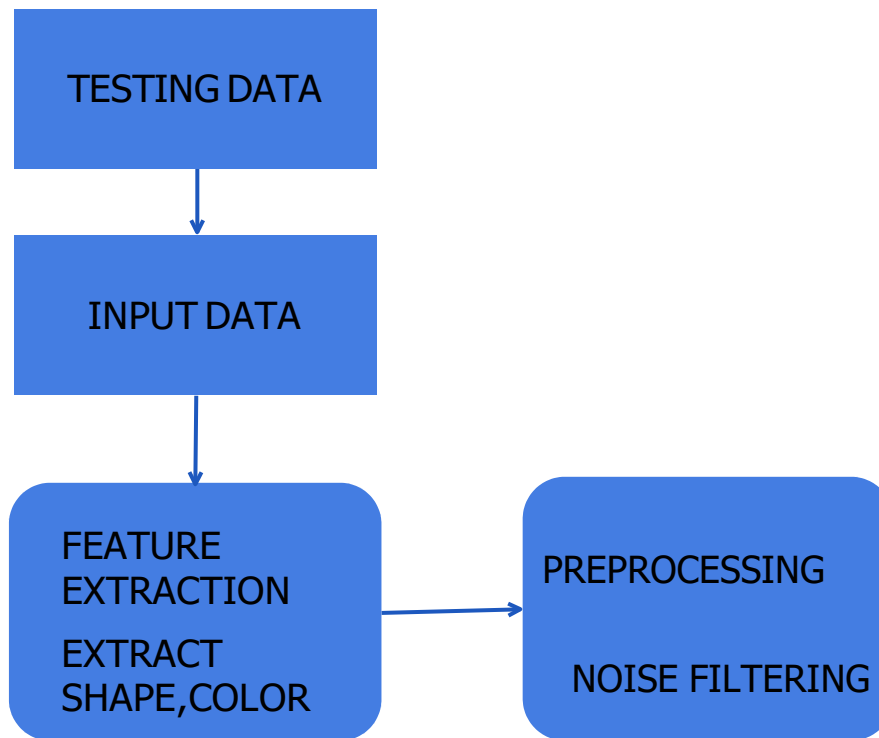 TESTING DATA
INPUT DATA
FEATURE
EXTRACTION
EXTRACT
SHAPE,COLOR
PREPROCESSING
NOISE FILTERING